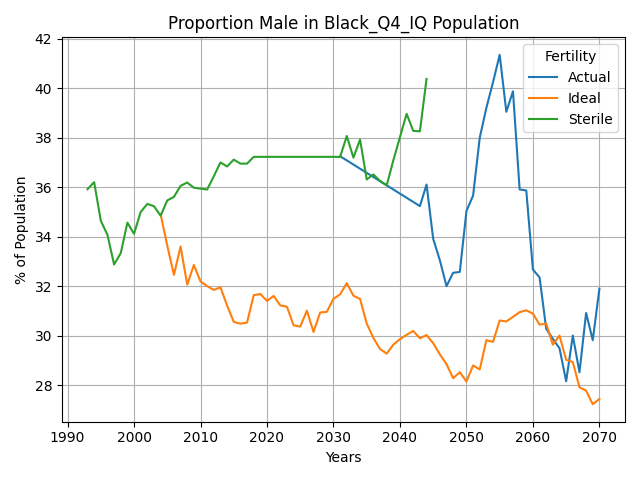 Proportion Male in Black_Q4_IQ Population
% of Population
42
40
38
36
34
32
30
28
Fertility
Actual
Ideal
Sterile
1990 2000 2010 2020 2030 2040 2050 2060 2070
Years